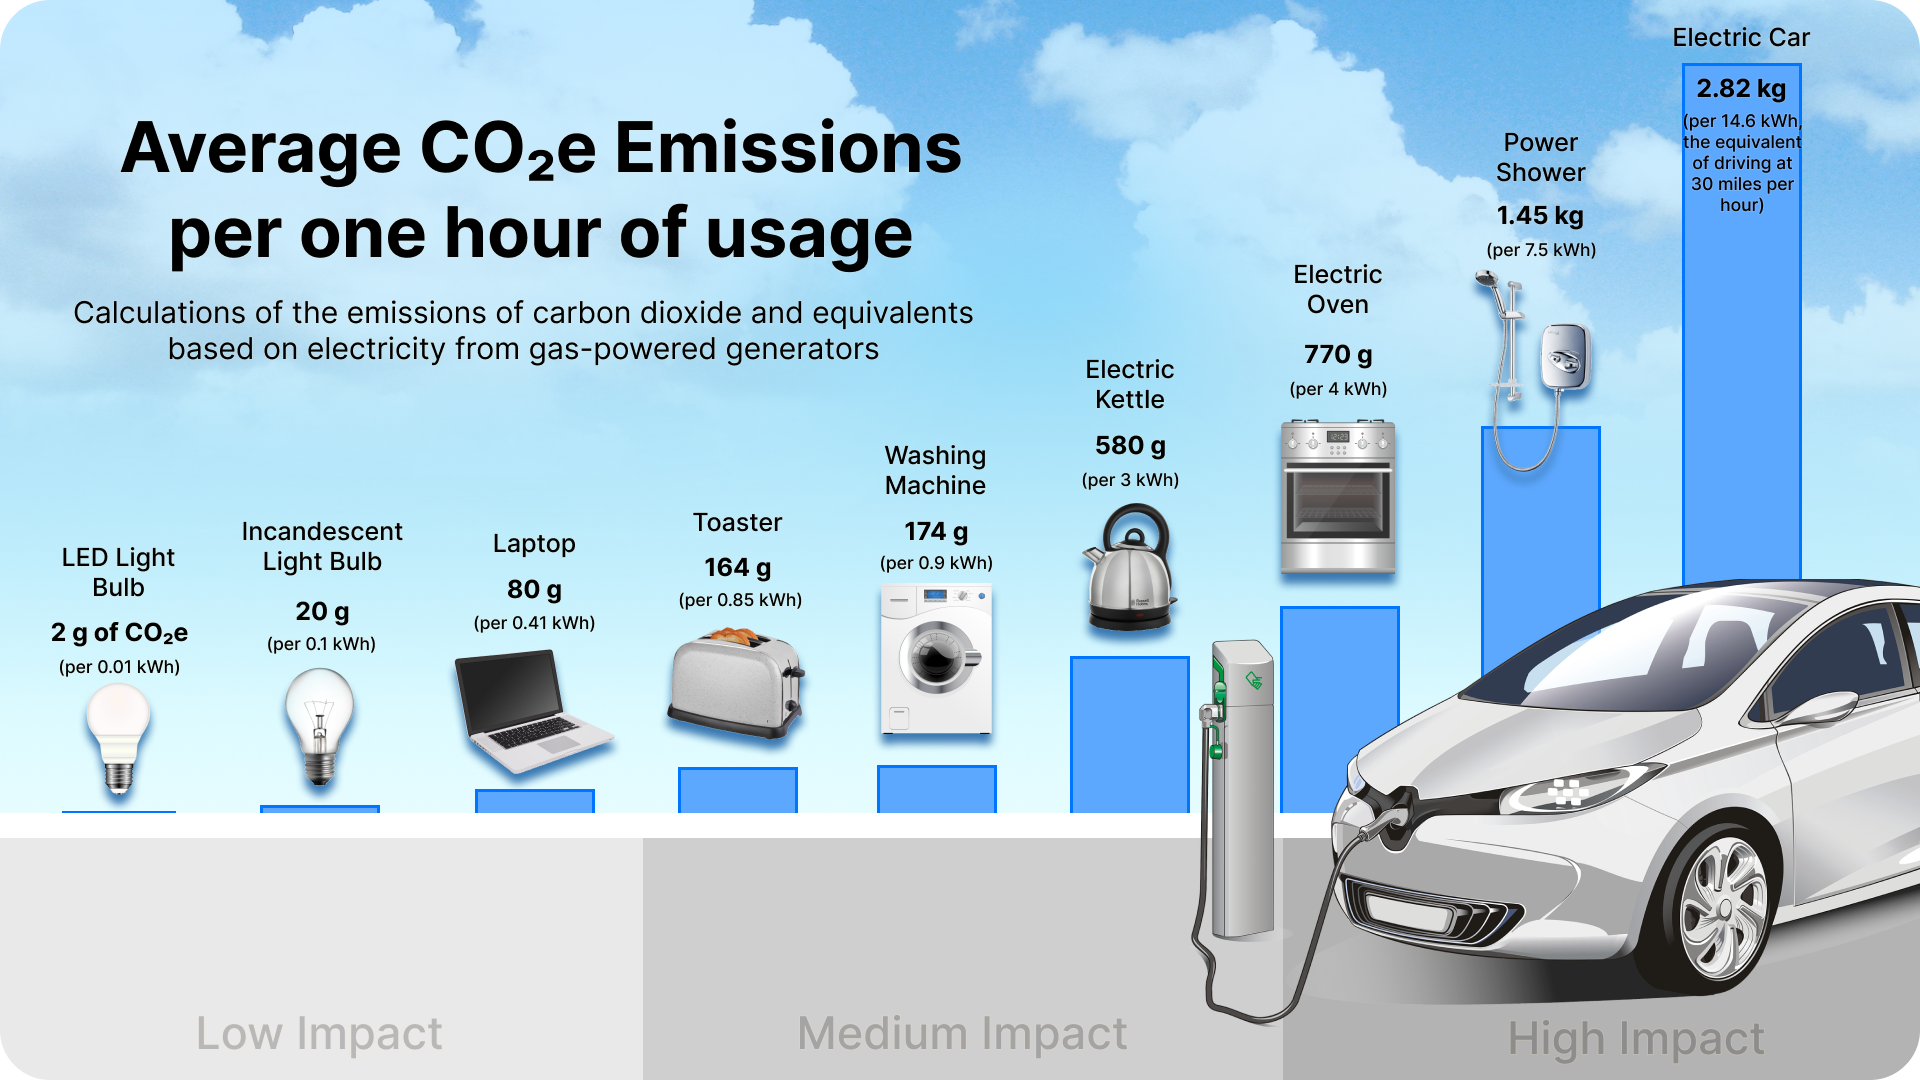 Average CO₂e Emissions
per one hour of usage
Calculations of the emissions of carbon dioxide and equivalents
based on electricity from gas-powered generators
LED Light
Bulb
2 g of CO₂e
(per 0.01 kWh)
Incandescent
Light Bulb
20 g
(per 0.1 kWh)
Laptop
80 g
(per 0.41 kWh)
Toaster
164 g
(per 0.85 kWh)
Washing
Machine
174 g
(per 0.9 kWh)
Electric
Kettle
580 g
(per 3 kWh)
Electric
Oven
770 g
(per 4 kWh)
Power
Shower
1.45 kg
(per 7.5 kWh)
Electric Car
2.82 kg
(per 14.6 kWh,
the equivalent
of driving at
30 miles per
hour)
Low Impact
Medium Impact
High Impact